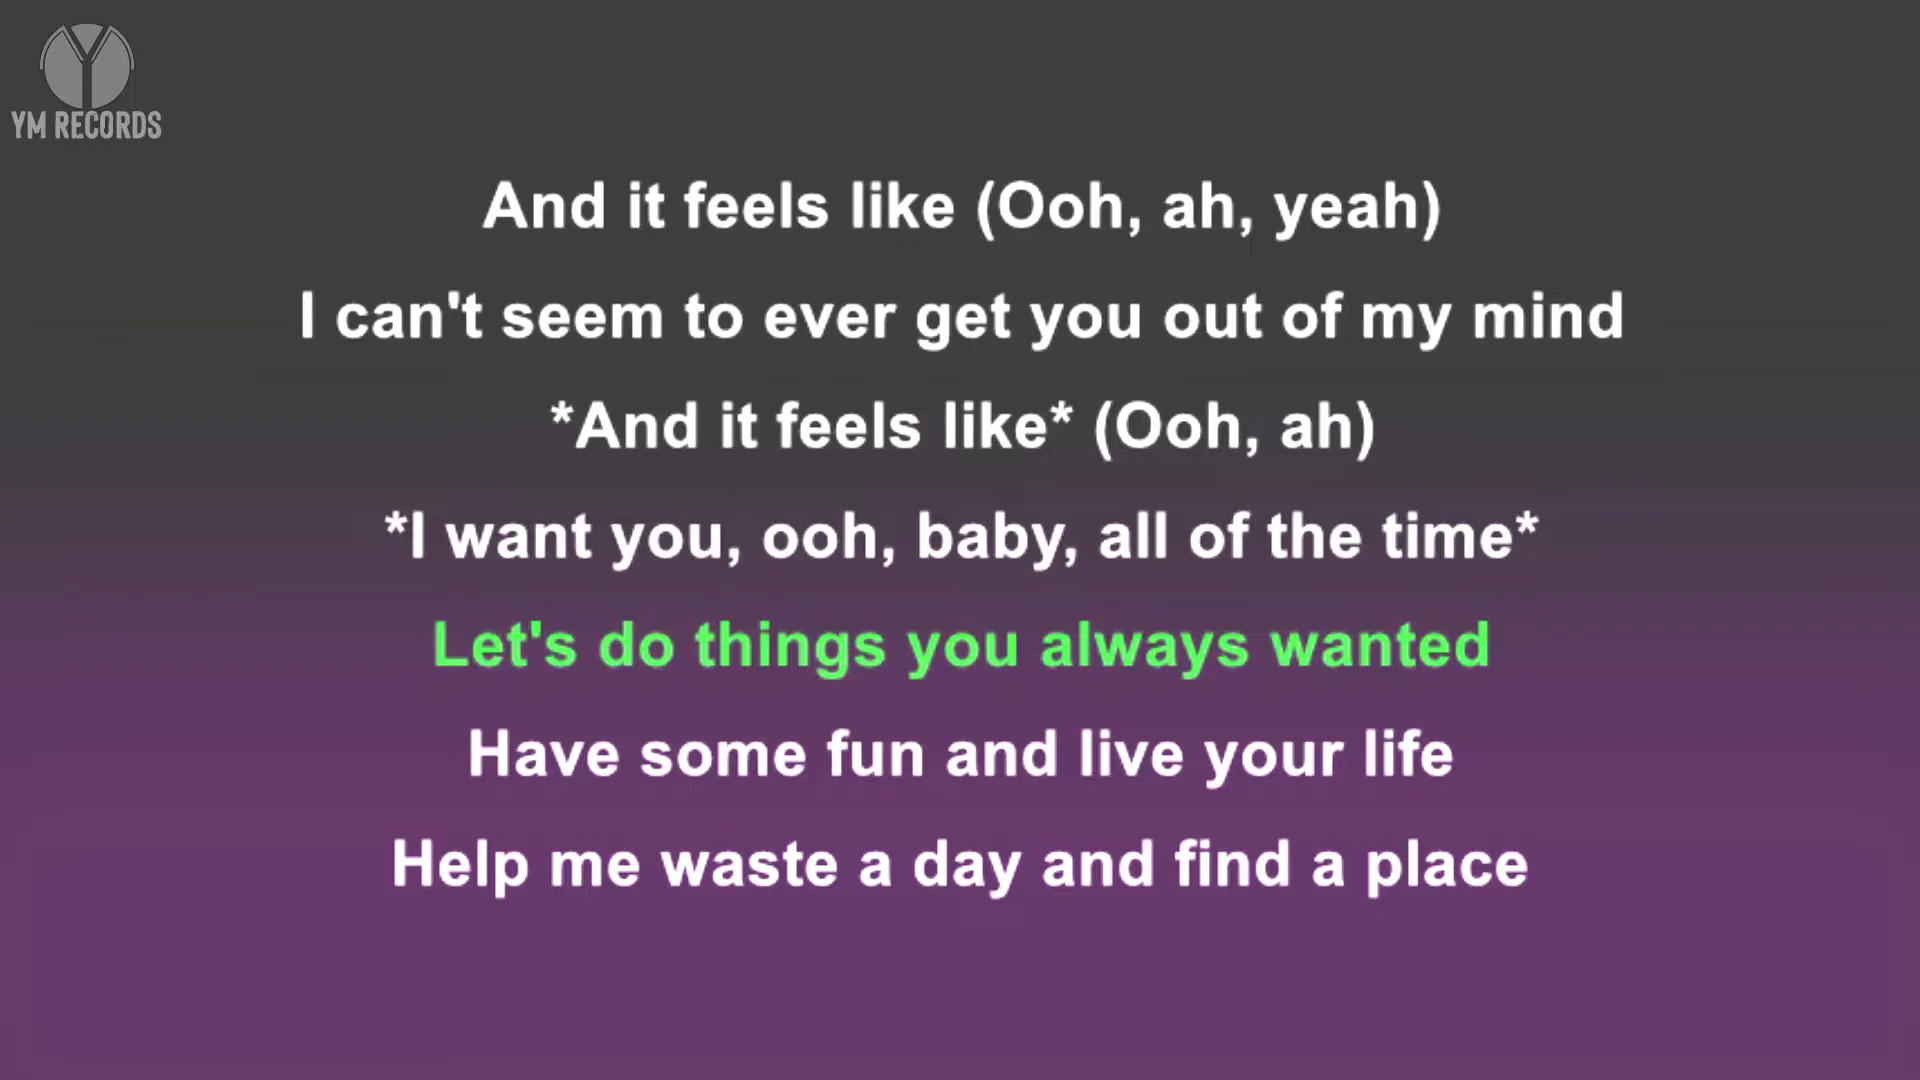 YM RECORDS
And it feels like (Ooh, ah, yeah)
I can't seem to ever get you out of my mind
*And it feels like* (Ooh, ah)
*I want you, ooh, baby, all of the time*
Let's do things you always wanted
Have some fun and live your life
Help me waste a day and find a place